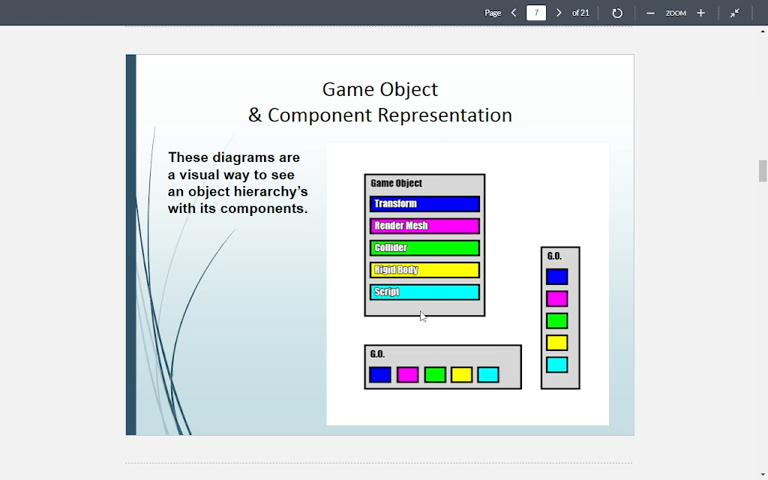 Page 7 of 21 ZOOM
Game Object
& Component Representation
These diagrams are
a visual way to see
an object hierarchy's
with its components.
Game Object
Transform
Render Mesh
Collider
Rigid Body
Script
G.O.
G.O.